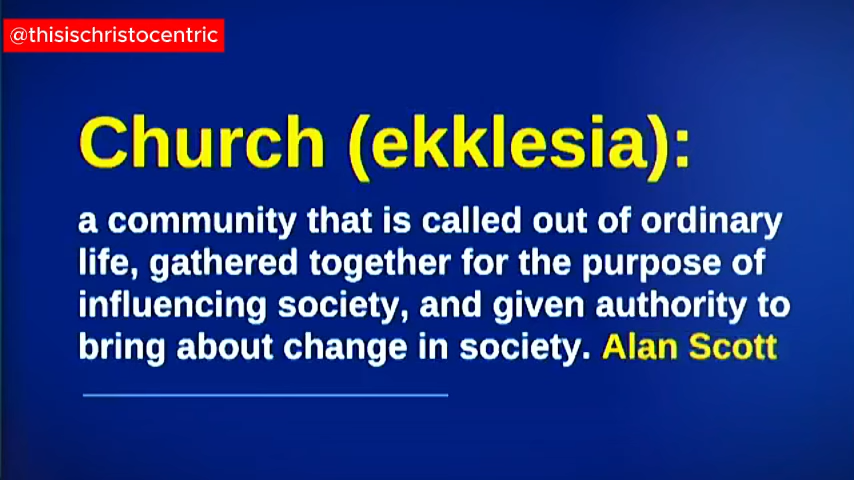 @thisischristocentric
Church (ekklesia):
a community that is called out of ordinary
life, gathered together for the purpose of
influencing society, and given authority to
bring about change in society. Alan Scott